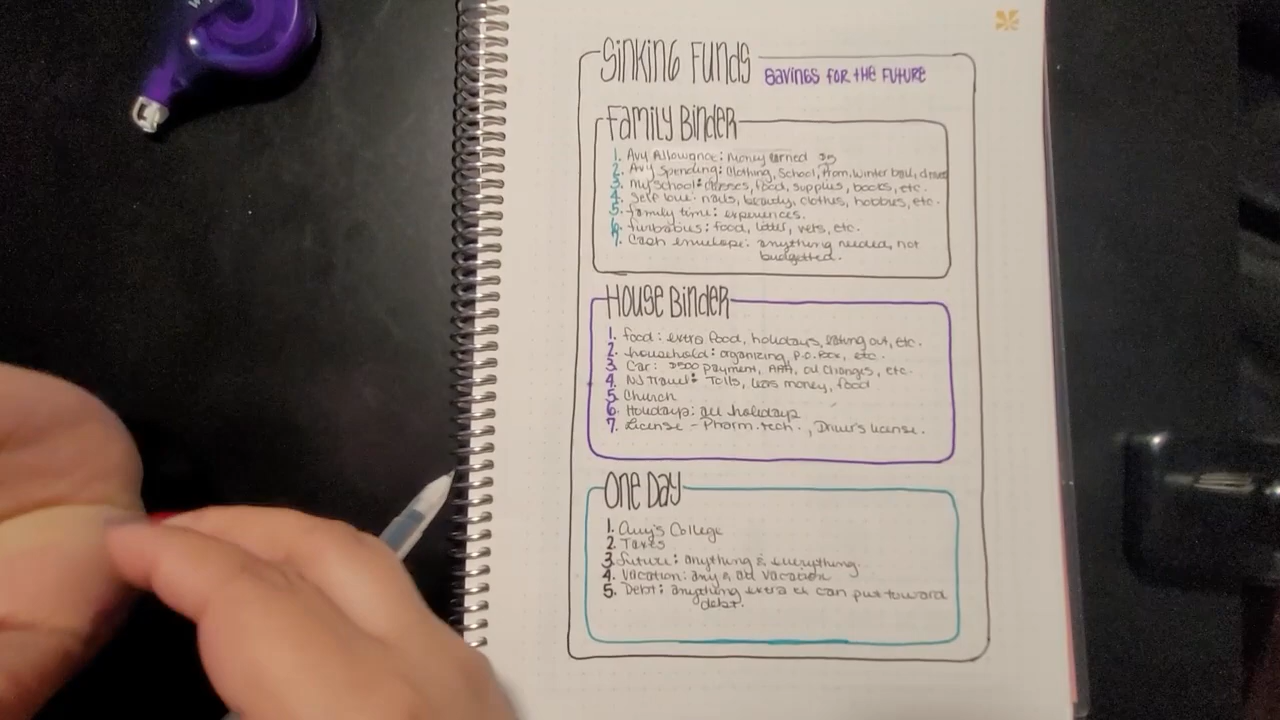 Sinking Funds Savings for the Future
Family Binder
1. Avy Allowance: money earned
2. Avy Spending: clothing, School, Prom, winter ball, dress
3. My School: classes, food, supplies, books, etc.
4. Self love: nails, beauty, clothes, hobbies, etc.
5. family time: experiences.
6. furbabies: food, litter, vets, etc.
7. Cash envelope: anything needed, not
budgetted.
House Binder
1. food: extra food, holidays, eating out, etc.
2. household: organizing, P.O. Box, etc.
3. Car: $500 payment, AAA, oil changes, etc.
4. NJ Travel: Tolls, money, food
5. Church
6. Holidays: all holidays
7. License - Pharm. tech., Driver's license.
One Day
1. Avy's College
2. Taxes
3. future: anything & everything.
4. Vacation: any & all vacation
5. Debt: anything extra can put toward
debt.